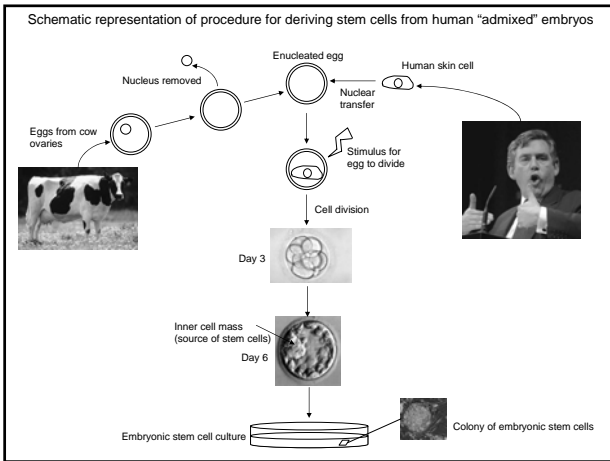 Schematic representation of procedure for deriving stem cells from human “admixed” embryos
Enucleated egg
Nucleus removed
Human skin cell
Nuclear
transfer
Eggs from cow
ovaries
Stimulus for
egg to divide
Cell division
Day 3
Inner cell mass
(source of stem cells)
Day 6
Embryonic stem cell culture
Colony of embryonic stem cells